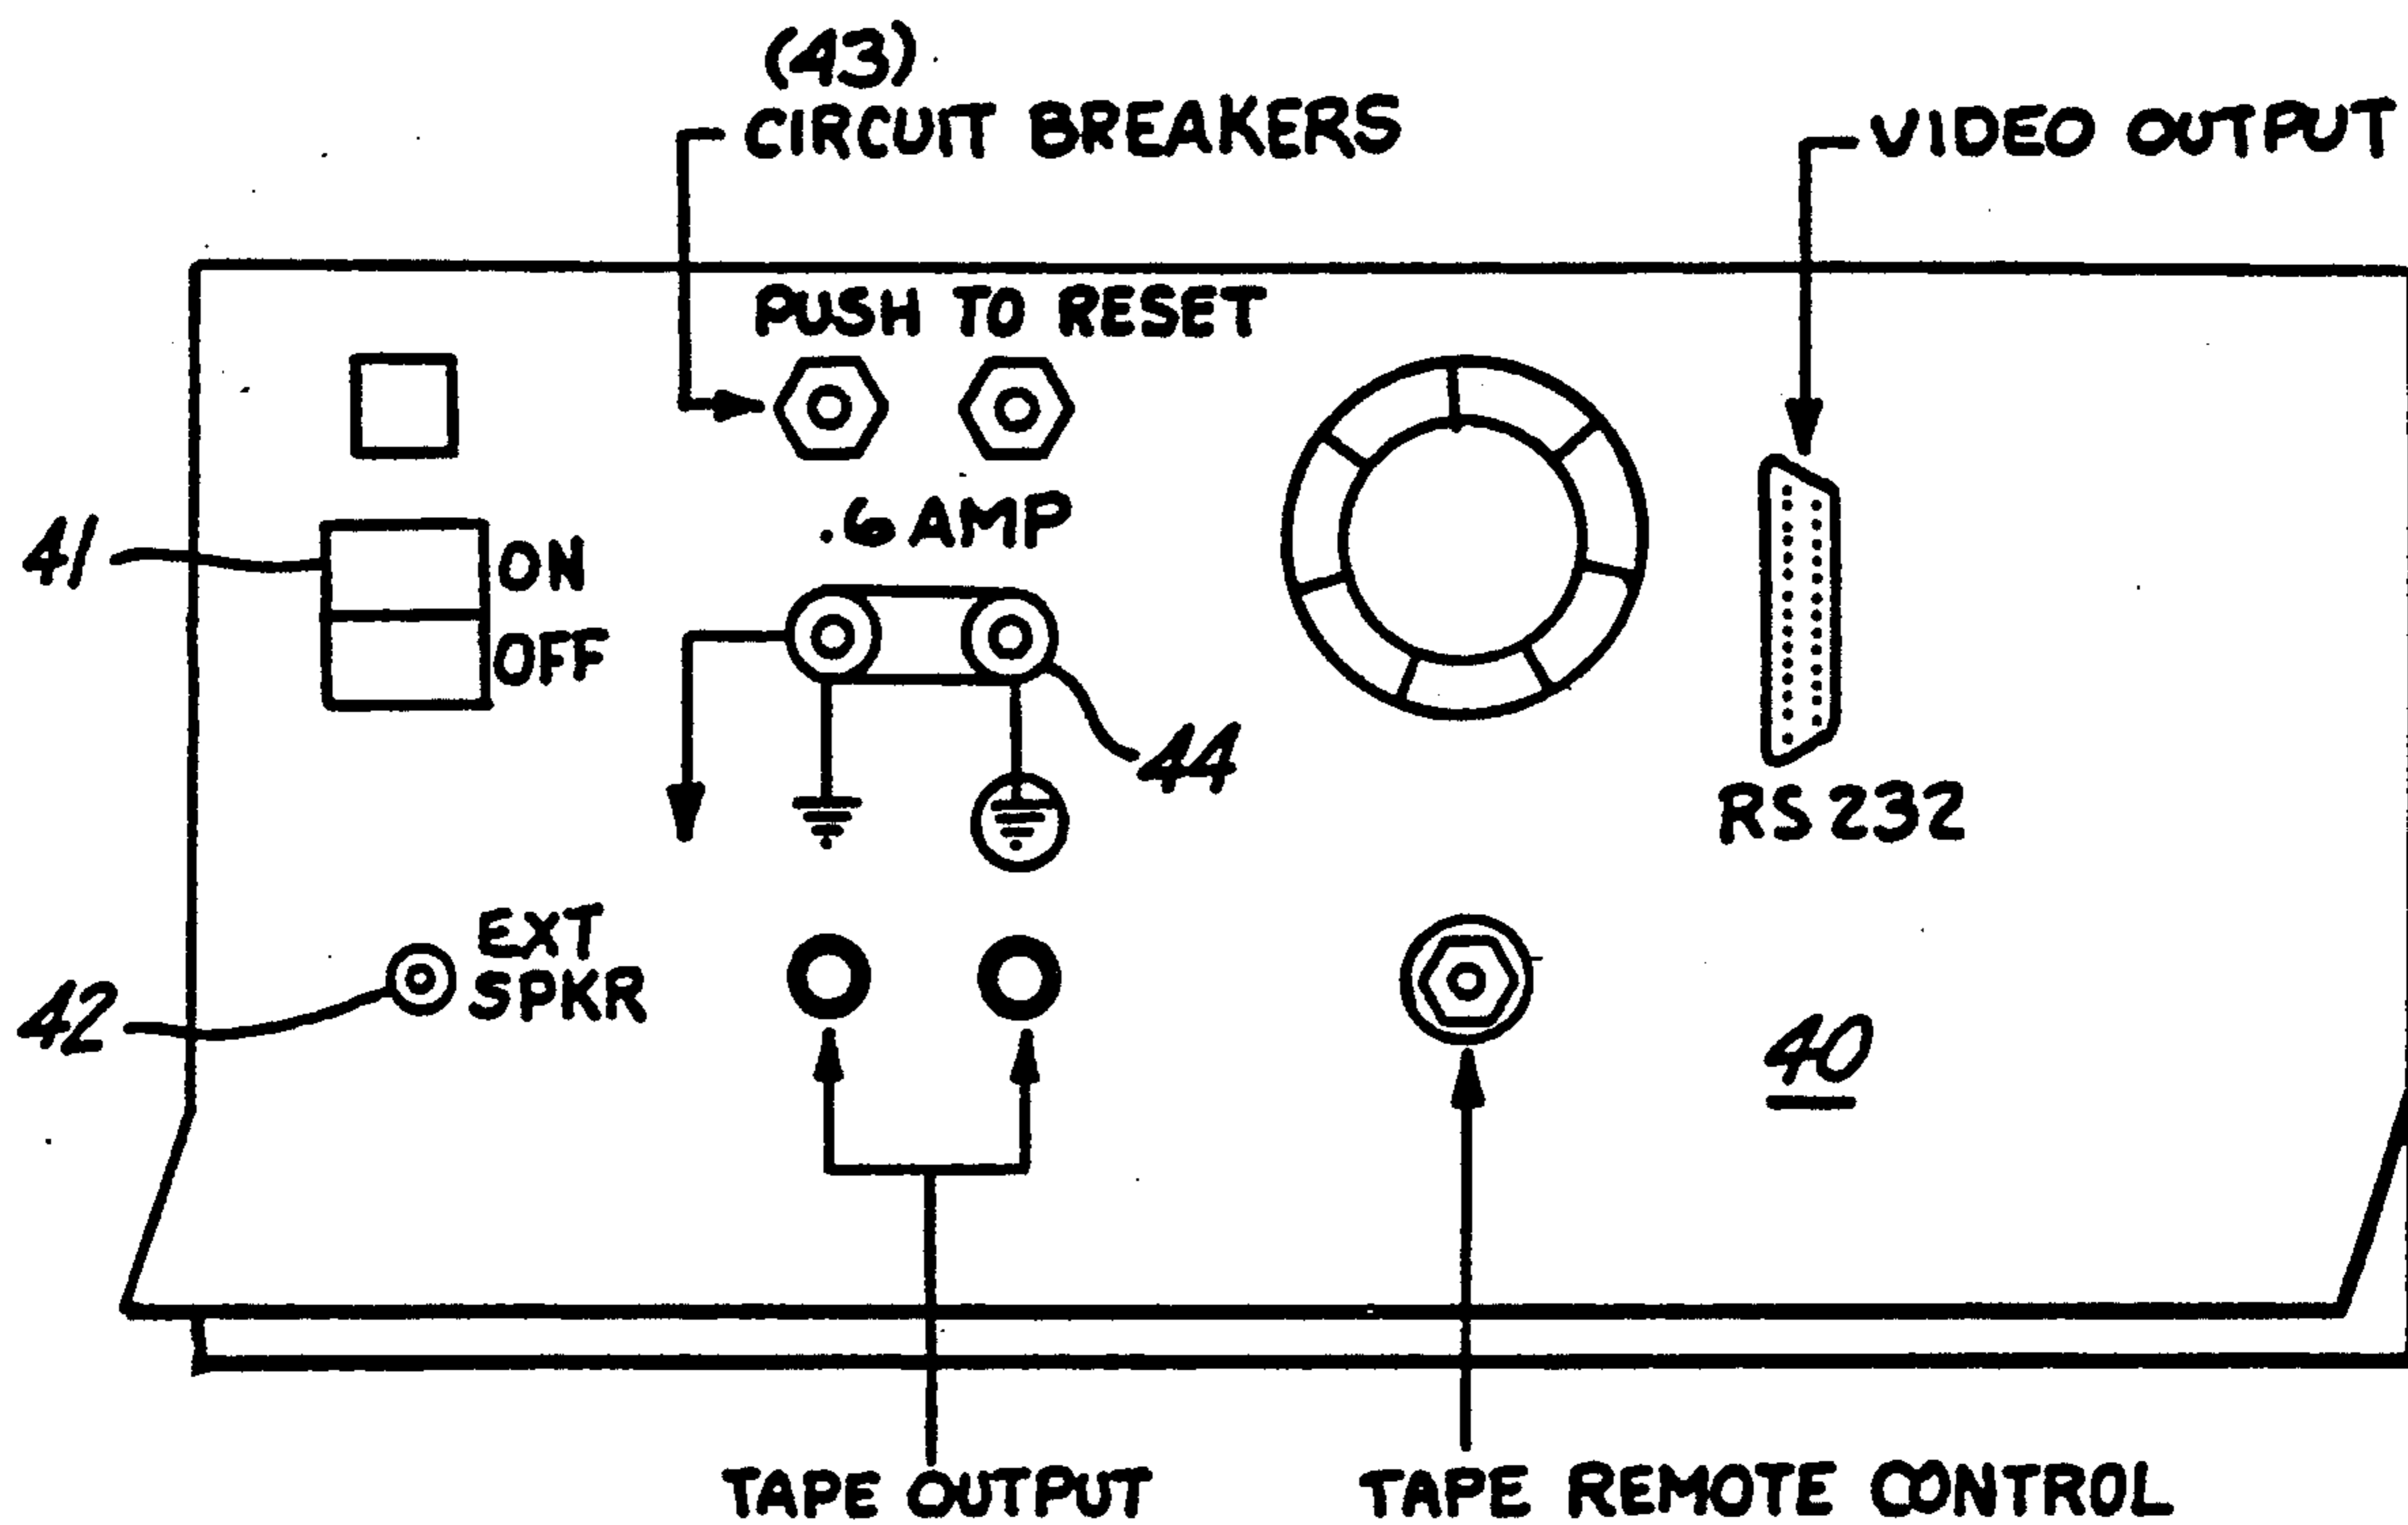 (43)
CIRCUIT BREAKERS
VIDEO OUTPUT
PUSH TO RESET
.6 AMP
41
ON
OFF
44
RS 232
EXT
SPKR
42
40
TAPE OUTPUT
TAPE REMOTE CONTROL